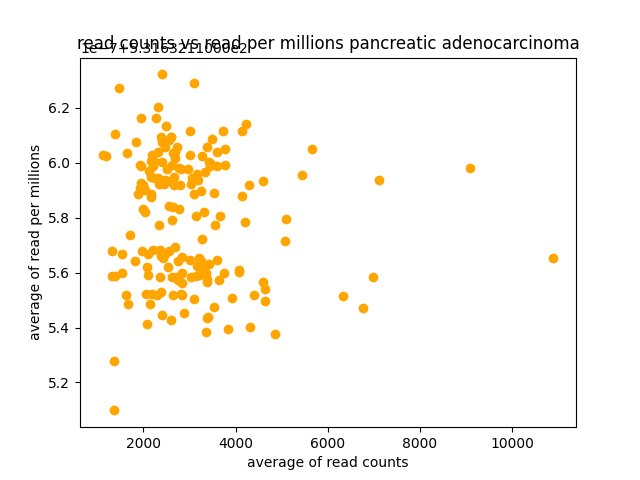 read counts vs read per millions pancreatic adenocarcinoma
1e−7+5.3163211000e2
6.2
6.0
5.8
5.6
5.4
5.2
average of read per millions
2000 4000 6000 8000 10000
average of read counts